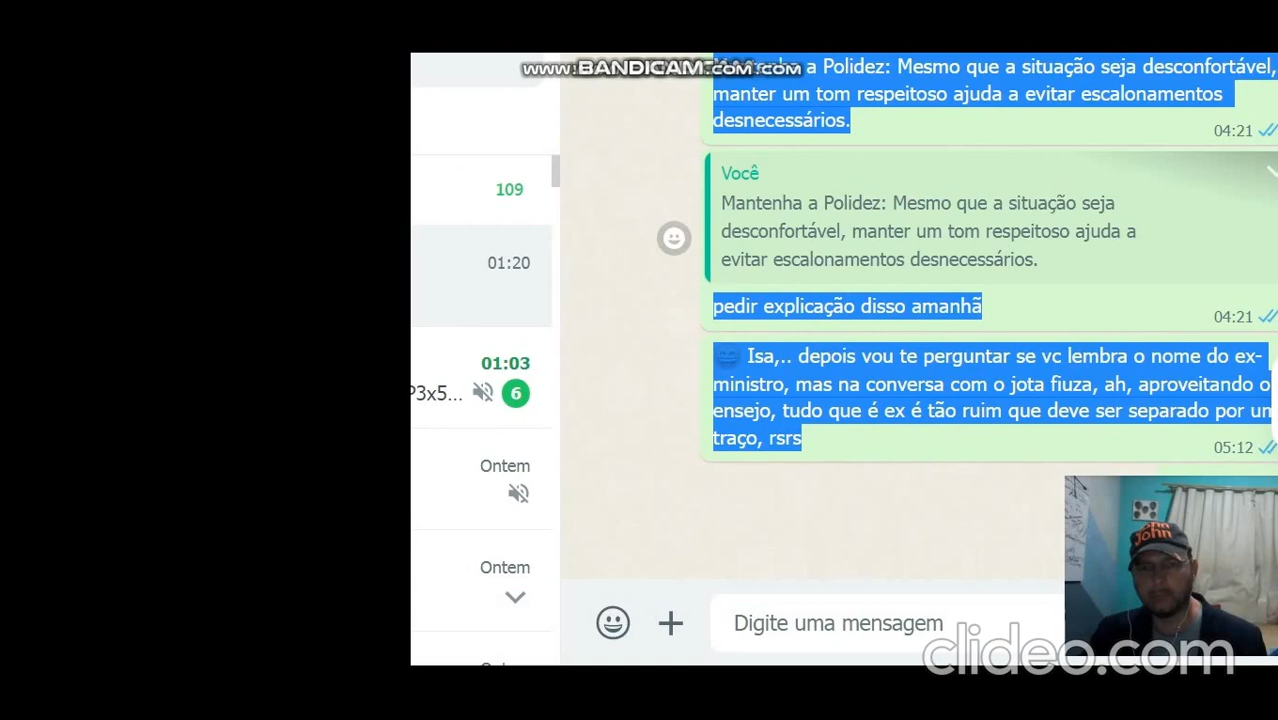 www.BANDICAM.com.com
a Polidez: Mesmo que a situação seja desconfortável,
manter um tom respeitoso ajuda a evitar escalonamentos
desnecessários.
04:21
Você
Mantenha a Polidez: Mesmo que a situação seja
desconfortável, manter um tom respeitoso ajuda a
evitar escalonamentos desnecessários.
pedir explicação disso amanhã
04:21
Isa,.. depois vou te perguntar se vc lembra o nome do ex-
ministro, mas na conversa com o jota fiuza, ah, aproveitando o
ensejo, tudo que é ex é tão ruim que deve ser separado por um
traço, rsrs
05:12
109
01:20
01:03
P3x5...
6
Ontem
Ontem
Digite uma mensagem
John
clideo.com